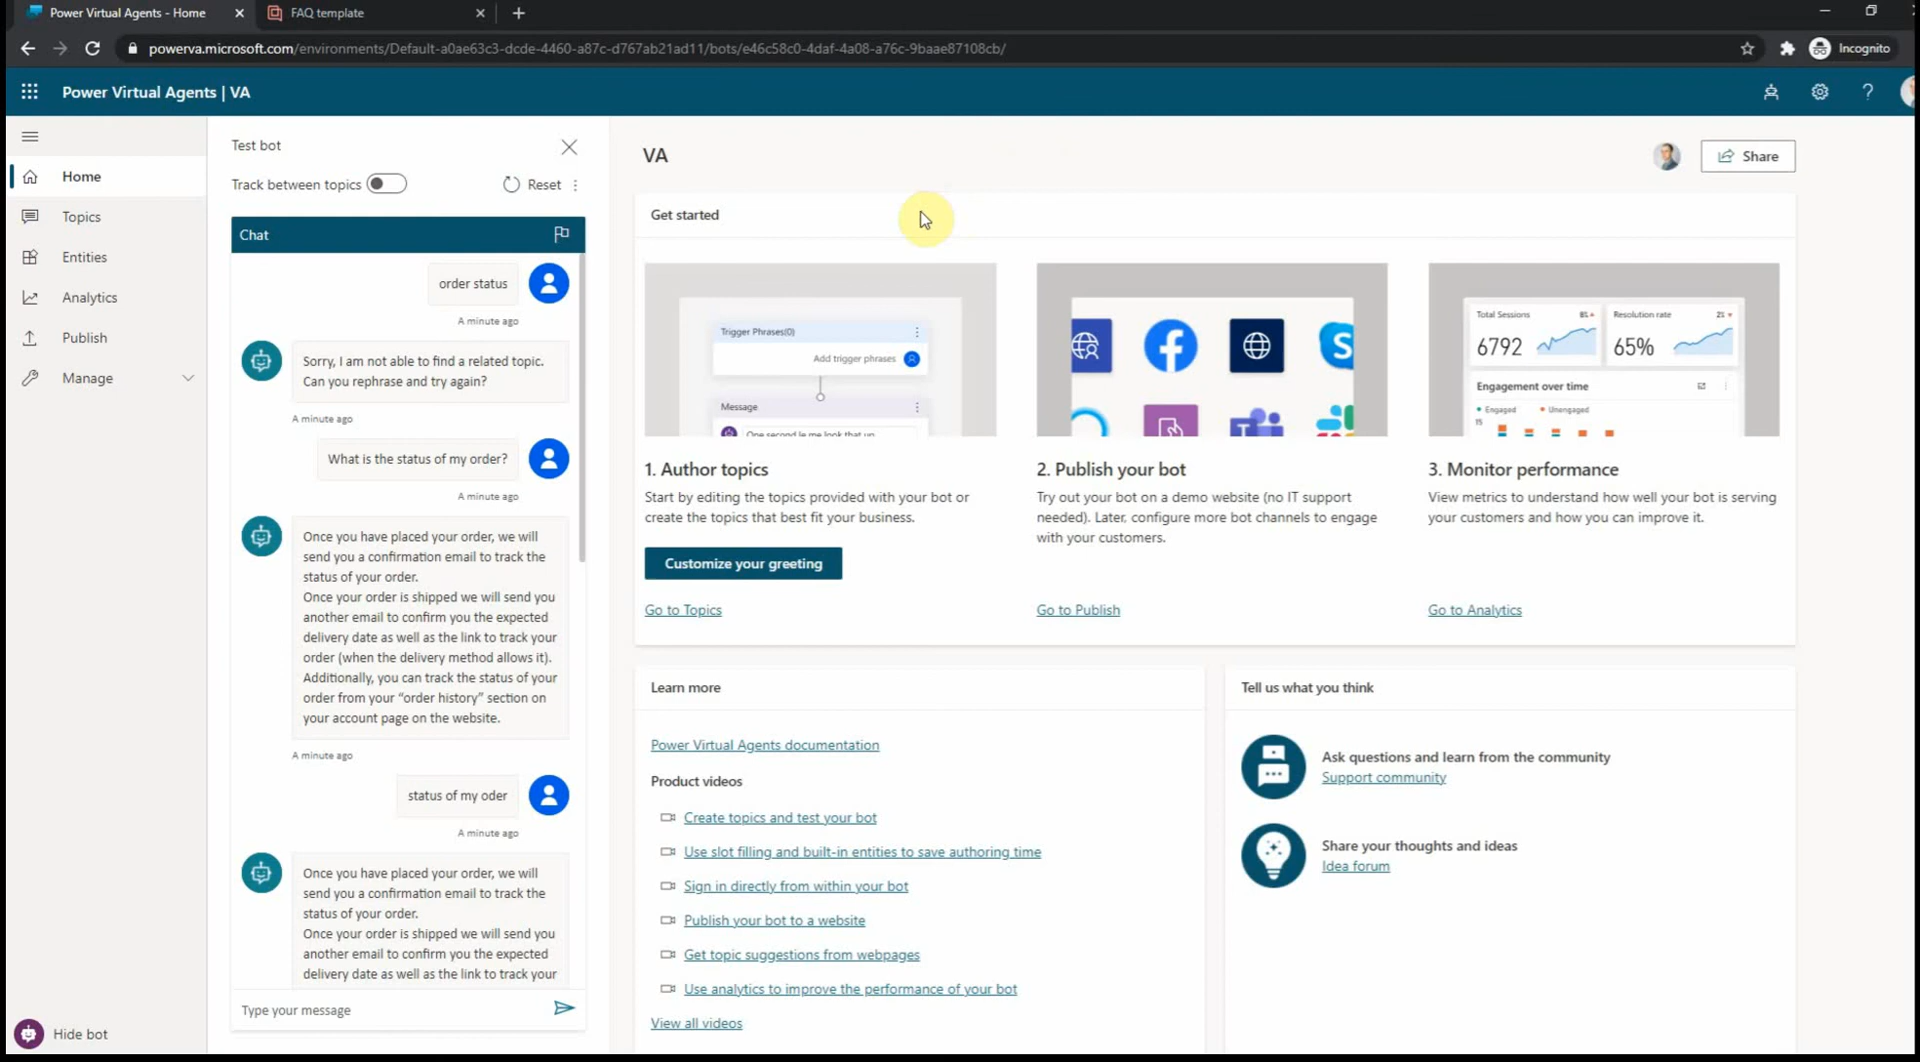 Power Virtual Agents - Home
FAQ template
powerva.microsoft.com/environments/Default-a0ae63c3-dcde-4460-a87c-d767ab21ad11/bots/e46c58c0-4daf-4a08-a76c-9baae87108cb/
Incognito
Power Virtual Agents | VA
Home
Topics
Entities
Analytics
Publish
Manage
Hide bot
Test bot
Track between topics
Reset
Chat
order status
A minute ago
Sorry, I am not able to find a related topic.
Can you rephrase and try again?
A minute ago
What is the status of my order?
A minute ago
Once you have placed your order, we will
send you a confirmation email to track the
status of your order.
Once your order is shipped we will send you
another email to confirm you the expected
delivery date as well as the link to track your
order (when the delivery method allows it).
Additionally, you can track the status of your
order from your “order history” section on
your account page on the website.
A minute ago
status of my oder
A minute ago
Once you have placed your order, we will
send you a confirmation email to track the
status of your order.
Once your order is shipped we will send you
another email to confirm you the expected
delivery date as well as the link to track your
Type your message
VA
Share
Get started
Trigger Phrases(0)
Add trigger phrases
Message
One second le me look that up
1. Author topics
Start by editing the topics provided with your bot or
create the topics that best fit your business.
Customize your greeting
Go to Topics
2. Publish your bot
Try out your bot on a demo website (no IT support
needed). Later, configure more bot channels to engage
with your customers.
Go to Publish
Total Sessions
6792
Resolution rate
65%
Engagement over time
Engaged
Unengaged
15
3. Monitor performance
View metrics to understand how well your bot is serving
your customers and how you can improve it.
Go to Analytics
Learn more
Power Virtual Agents documentation
Product videos
Create topics and test your bot
Use slot filling and built-in entities to save authoring time
Sign in directly from within your bot
Publish your bot to a website
Get topic suggestions from webpages
Use analytics to improve the performance of your bot
View all videos
Tell us what you think
Ask questions and learn from the community
Support community
Share your thoughts and ideas
Idea forum